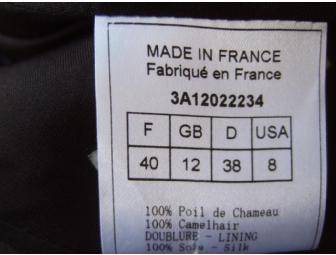 MADE IN FRANCE
Fabriqué en France
3A12022234
F GB D USA
40 12 38 8
100% Poil de Chameau
100% Camelhair
DOUBLURE - LINING
100% Soie - Silk